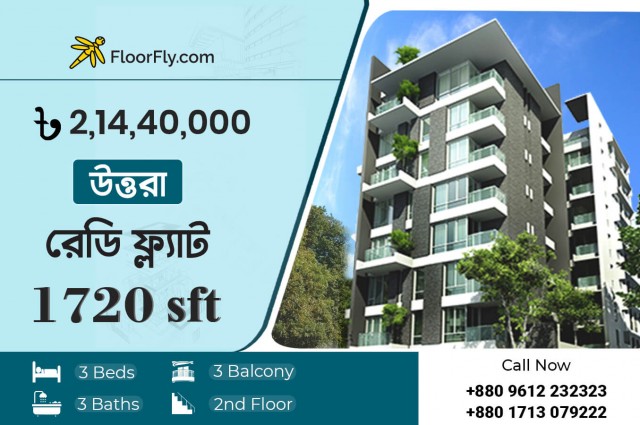 FloorFly.com
৳ 2,14,40,000
উত্তরা
রেডি ফ্ল্যাট
1720 sft
3 Beds
3 Balcony
3 Baths
2nd Floor
Call Now
+880 9612 232323
+880 1713 079222